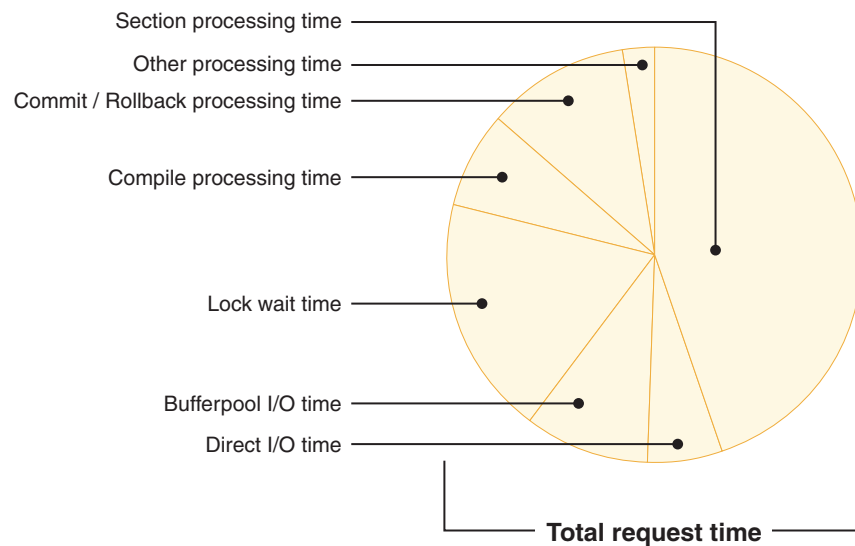 Section processing time
Other processing time
Commit / Rollback processing time
Compile processing time
Lock wait time
Bufferpool I/O time
Direct I/O time
Total request time